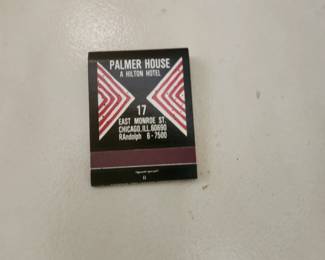 PALMER HOUSE
A HILTON HOTEL
17
EAST MONROE ST.
CHICAGO, ILL. 60690
RAndolph 6-7500